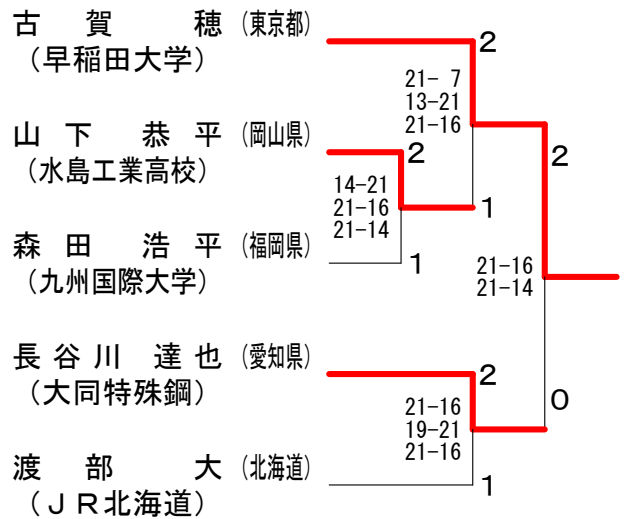 古賀 穂 (東京都)
(早稲田大学)
2
21- 7
13-21
21-16
山下 恭平 (岡山県)
(水島工業高校)
2
2
14-21
21-16
21-14
1
森田 浩平 (福岡県)
(九州国際大学)
1
21-16
21-14
長谷川 達也 (愛知県)
(大同特殊鋼)
2
0
21-16
19-21
21-16
渡部 大 (北海道)
(JR北海道)
1